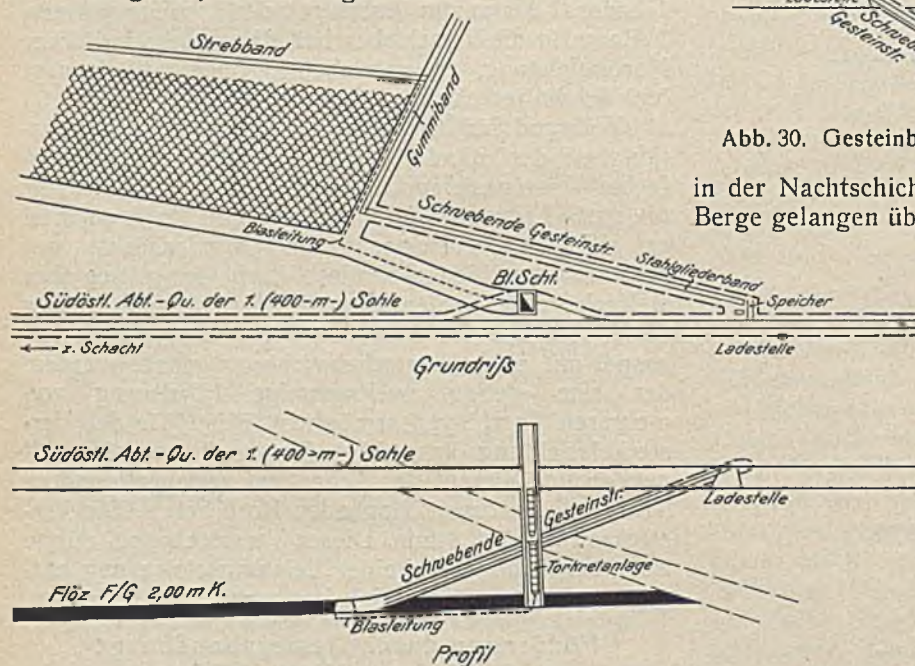 Strebband
Gummiband
Schwebende Gesteinstr.
Stahlgliederband
Blasleitung
Bl. Scht.
Speicher
Südöstl. Abt.-Qu. der 1. (400-m-) Sohle
z. Schacht
Ladestelle
Grundriß
Gesteinstr.
Abb. 30. Gesteinb
in der Nachtschich
Berge gelangen üb
Südöstl. Abt.-Qu. der 1. (400-m-) Sohle
Ladestelle
Schwebende Gesteinstr.
Torkretanlage
Flöz F/G 2,00 m K.
Blasleitung
Profil